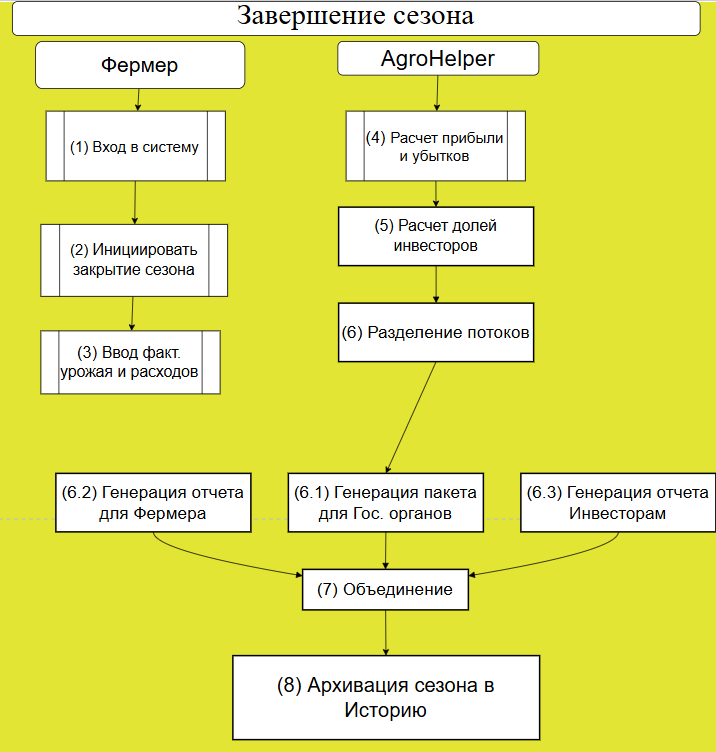 Завершение сезона
Фермер
AgroHelper
(1) Вход в систему
(4) Расчет прибыли
и убытков
(2) Инициировать
закрытие сезона
(5) Расчет долей
инвесторов
(3) Ввод факт.
урожая и расходов
(6) Разделение потоков
(6.2) Генерация отчета
для Фермера
(6.1) Генерация пакета
для Гос. органов
(6.3) Генерация отчета
Инвесторам
(7) Объединение
(8) Архивация сезона в
Историю